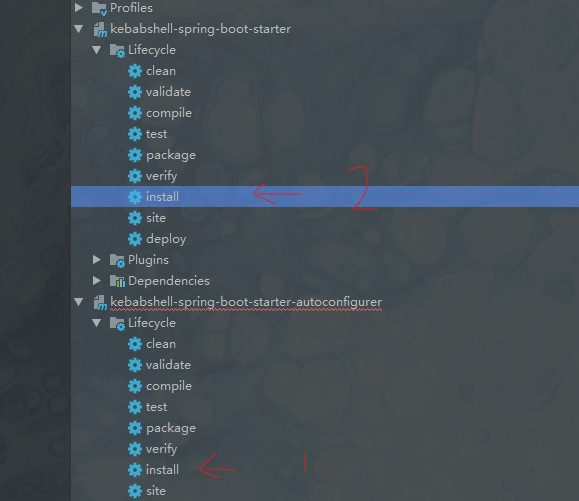 Profiles
kebabshell-spring-boot-starter
Lifecycle
clean
validate
compile
test
package
verify
install 2
site
deploy
Plugins
Dependencies
kebabshell-spring-boot-starter-autoconfigurer
Lifecycle
clean
validate
compile
test
package
verify
install 1
site